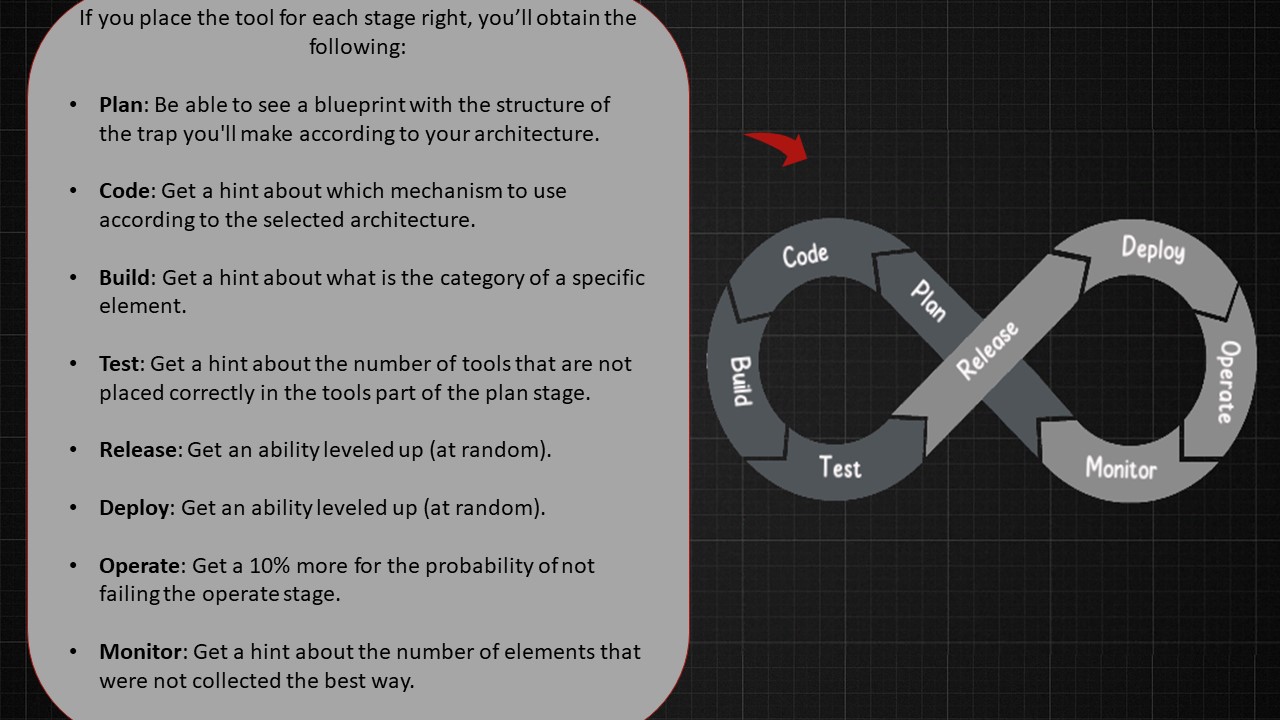 If you place the tool for each stage right, you’ll obtain the
following:
• Plan: Be able to see a blueprint with the structure of
the trap you'll make according to your architecture.
• Code: Get a hint about which mechanism to use
according to the selected architecture.
• Build: Get a hint about what is the category of a specific
element.
• Test: Get a hint about the number of tools that are not
placed correctly in the tools part of the plan stage.
• Release: Get an ability leveled up (at random).
• Deploy: Get an ability leveled up (at random).
• Operate: Get a 10% more for the probability of not
failing the operate stage.
• Monitor: Get a hint about the number of elements that
were not collected the best way.
Code
Plan
Build
Test
Release
Deploy
Operate
Monitor